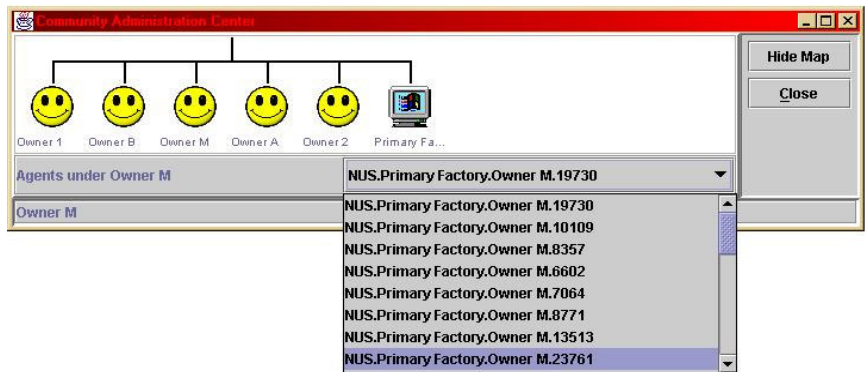 Community Administration Center
Hide Map
Close
Owner 1 Owner B Owner M Owner A Owner 2 Primary Fa...
Agents under Owner M NUS.Primary Factory.Owner M.19730
Owner M
NUS.Primary Factory.Owner M.19730
NUS.Primary Factory.Owner M.10109
NUS.Primary Factory.Owner M.8357
NUS.Primary Factory.Owner M.6602
NUS.Primary Factory.Owner M.7064
NUS.Primary Factory.Owner M.8771
NUS.Primary Factory.Owner M.13513
NUS.Primary Factory.Owner M.23761